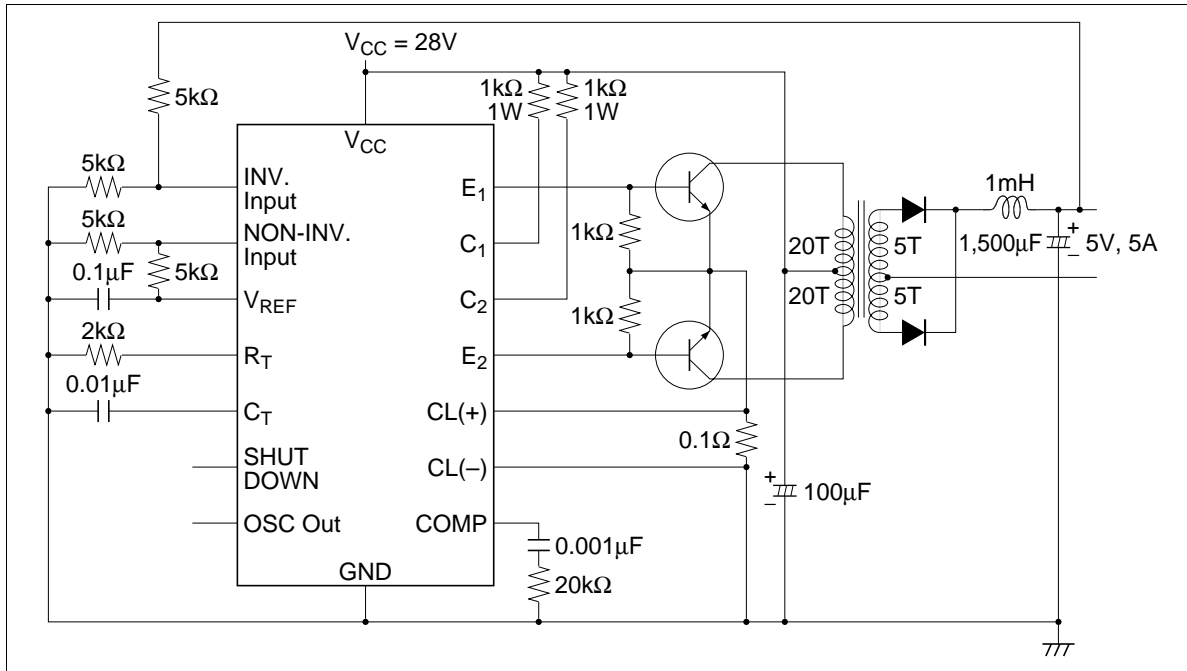 V_CC = 28V
5kΩ
1kΩ
1W
1kΩ
1W
V_CC
5kΩ
INV.
Input
E_1
5kΩ
NON-INV.
Input
C_1
1kΩ
0.1μF
5kΩ
V_REF
C_2
1kΩ
2kΩ
R_T
E_2
0.01μF
C_T
CL(+)
0.1Ω
SHUT
DOWN
CL(–)
OSC Out
COMP
GND
0.001μF
20kΩ
+
–
100μF
20T
20T
5T
5T
1mH
1,500μF
+
–
5V, 5A